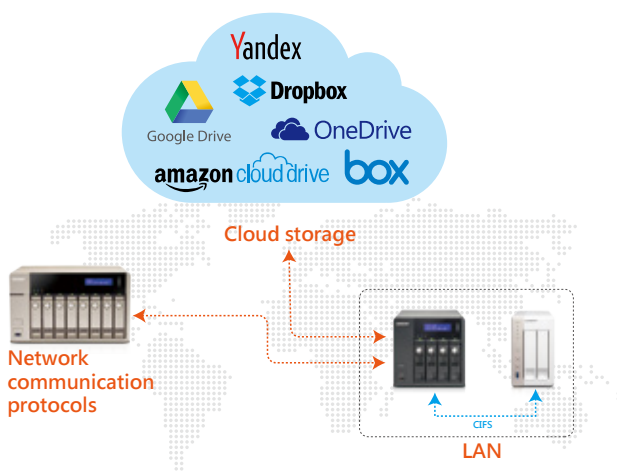 Yandex
Dropbox
Google Drive
OneDrive
amazon cloud drive
box
Cloud storage
Network
communication
protocols
CIFS
LAN